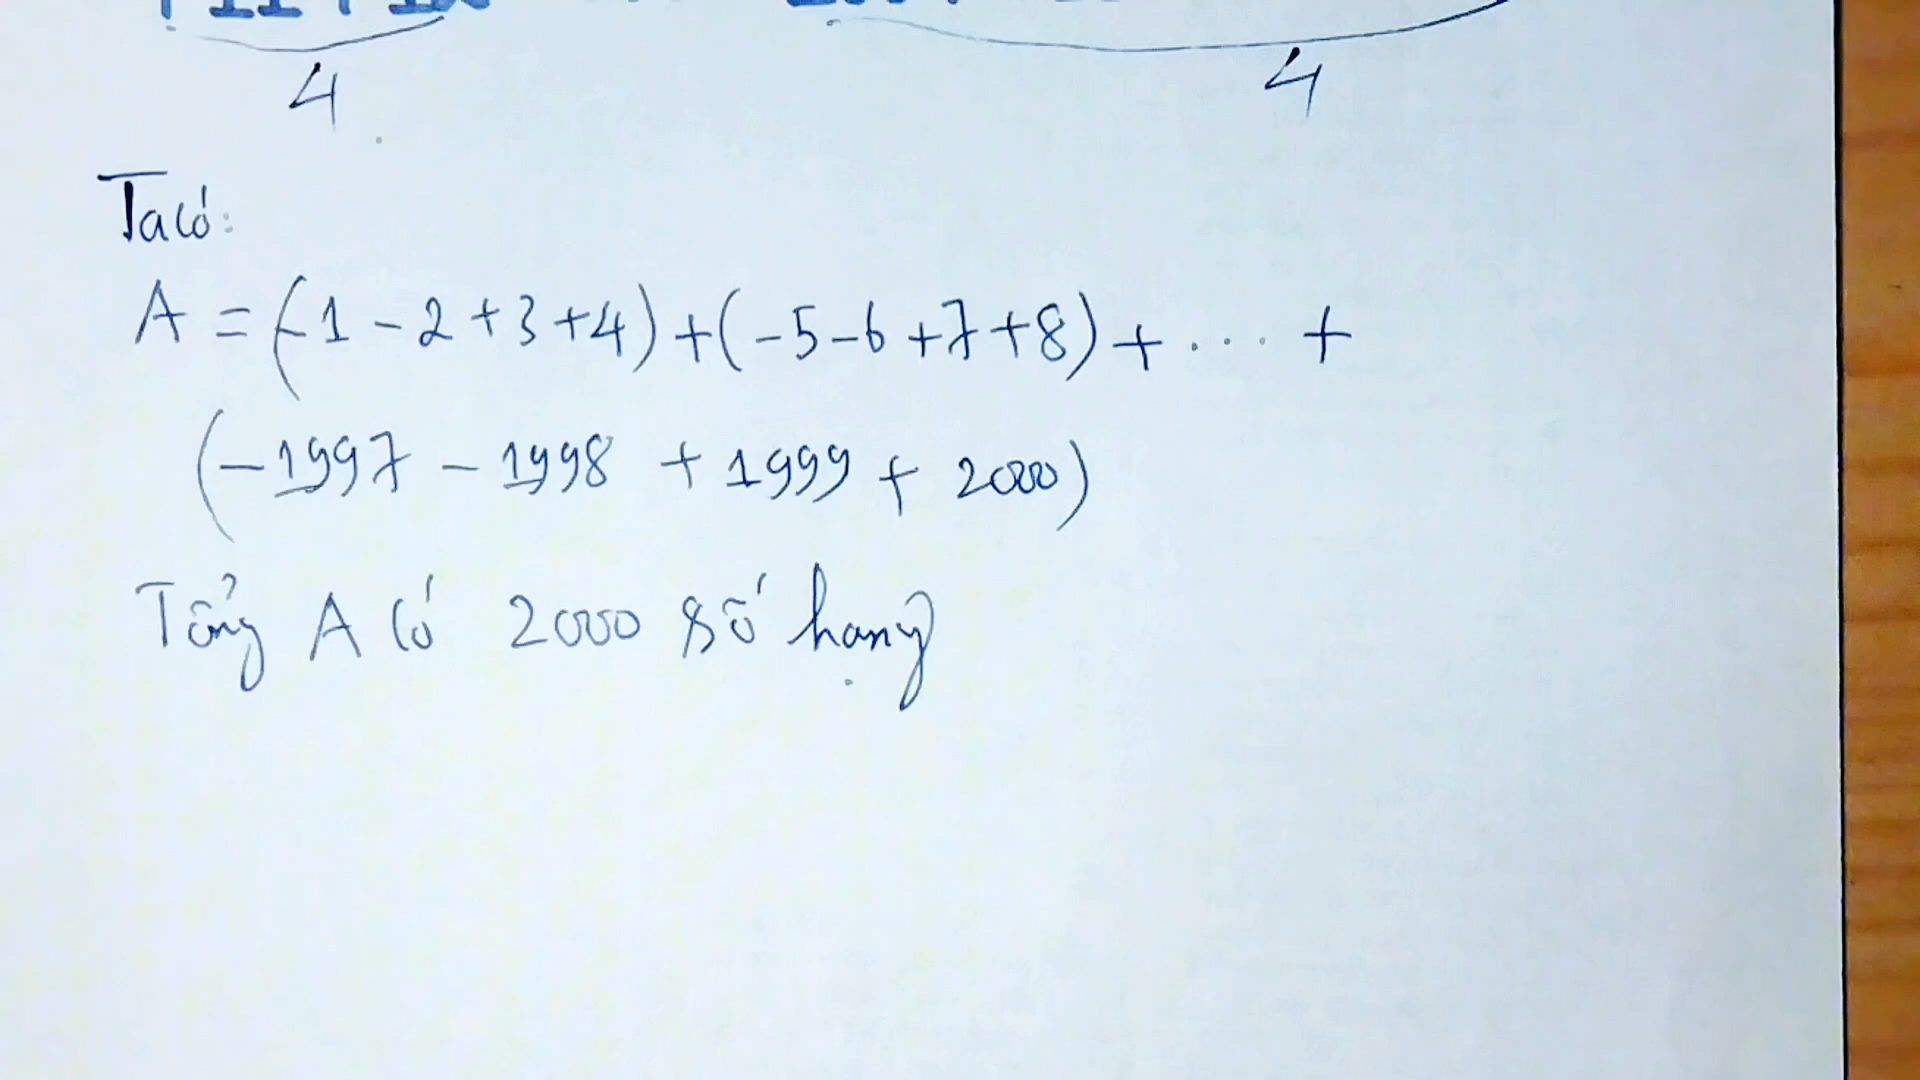 4 4
Ta có:
A = (-1 - 2 + 3 + 4) + (-5 - 6 + 7 + 8) + .... +
(-1997 - 1998 + 1999 + 2000)
Tổng A có 2000 số hạng